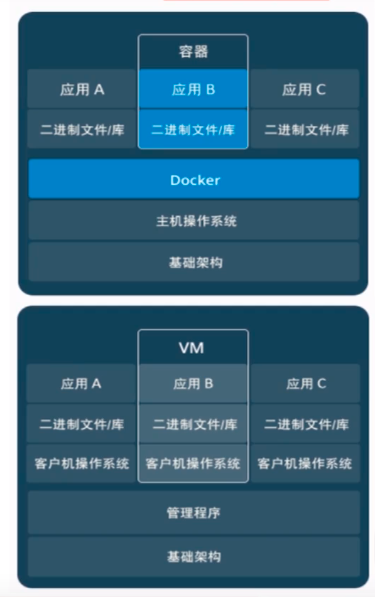 容器
应用 A 应用 B 应用 C
二进制文件/库 二进制文件/库 二进制文件/库
Docker
主机操作系统
基础架构
VM
应用 A 应用 B 应用 C
二进制文件/库 二进制文件/库 二进制文件/库
客户机操作系统 客户机操作系统 客户机操作系统
管理程序
基础架构